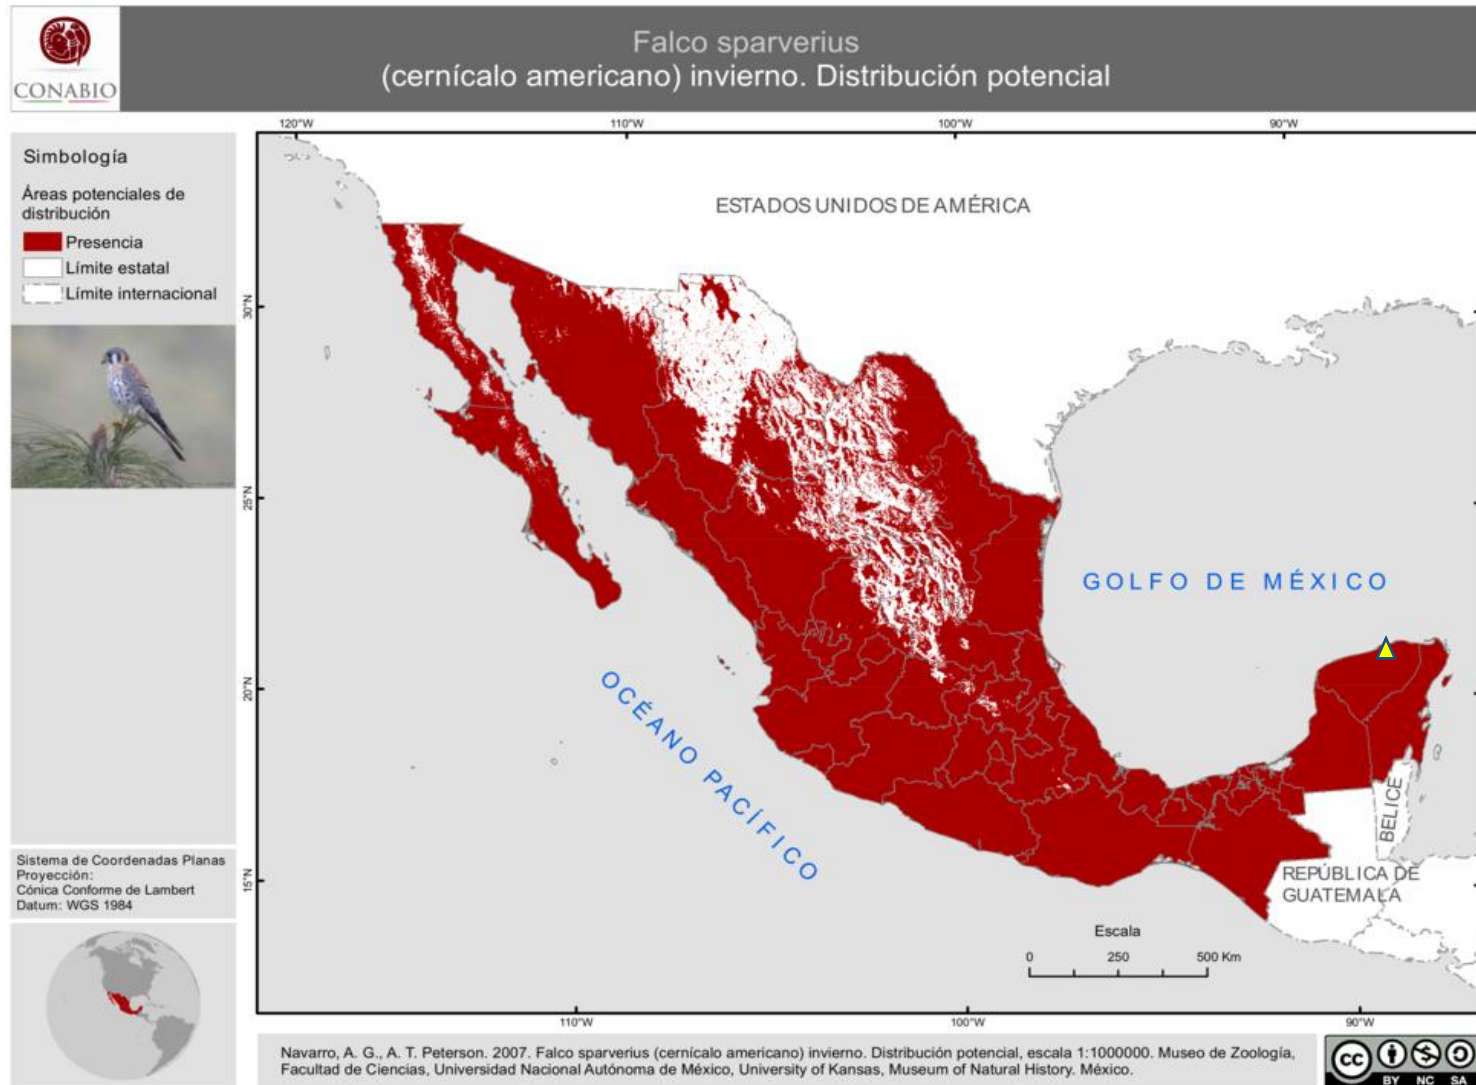 CONABIO
Falco sparverius
(cernícalo americano) invierno. Distribución potencial
Simbología
Áreas potenciales de
distribución
Presencia
Límite estatal
Límite internacional
Sistema de Coordenadas Planas
Proyección:
Cónica Conforme de Lambert
Datum: WGS 1984
120°W
110°W
100°W
90°W
30°N
25°N
20°N
15°N
ESTADOS UNIDOS DE AMÉRICA
GOLFO DE MÉXICO
OCÉANO PACÍFICO
BELICE
REPÚBLICA DE
GUATEMALA
Escala
0 250 500 Km
110°W
100°W
90°W
Navarro, A. G., A. T. Peterson. 2007. Falco sparverius (cernícalo americano) invierno. Distribución potencial, escala 1:1000000. Museo de Zoología,
Facultad de Ciencias, Universidad Nacional Autónoma de México, University of Kansas, Museum of Natural History. México.
cc
BY NC SA